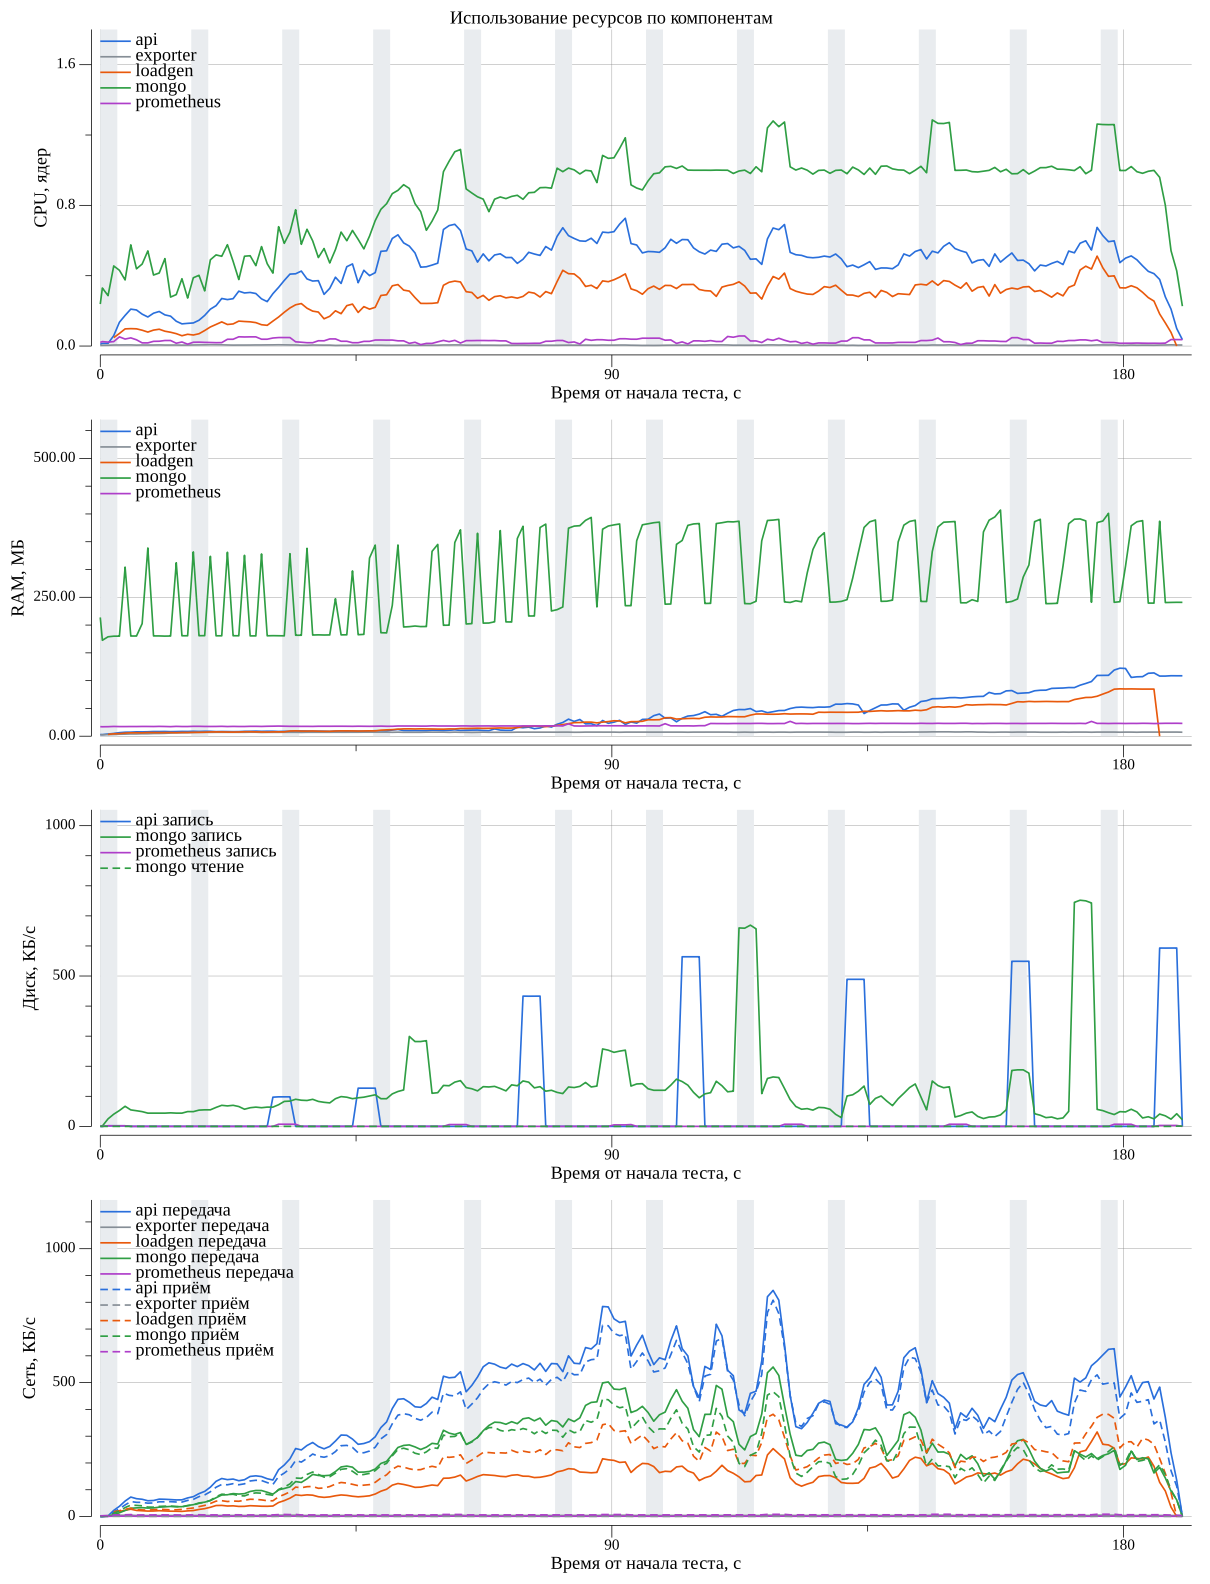 Использование ресурсов по компонентам
api
exporter
loadgen
mongo
prometheus
1.6
0.8
0.0
CPU, ядер
0
90
180
Время от начала теста, с
api
exporter
loadgen
mongo
prometheus
500.00
250.00
0.00
RAM, МБ
0
90
180
Время от начала теста, с
api запись
mongo запись
prometheus запись
mongo чтение
1000
500
0
Диск, КБ/с
0
90
180
Время от начала теста, с
api передача
exporter передача
loadgen передача
mongo передача
prometheus передача
api приём
exporter приём
loadgen приём
mongo приём
prometheus приём
1000
500
0
Сеть, КБ/с
0
90
180
Время от начала теста, с